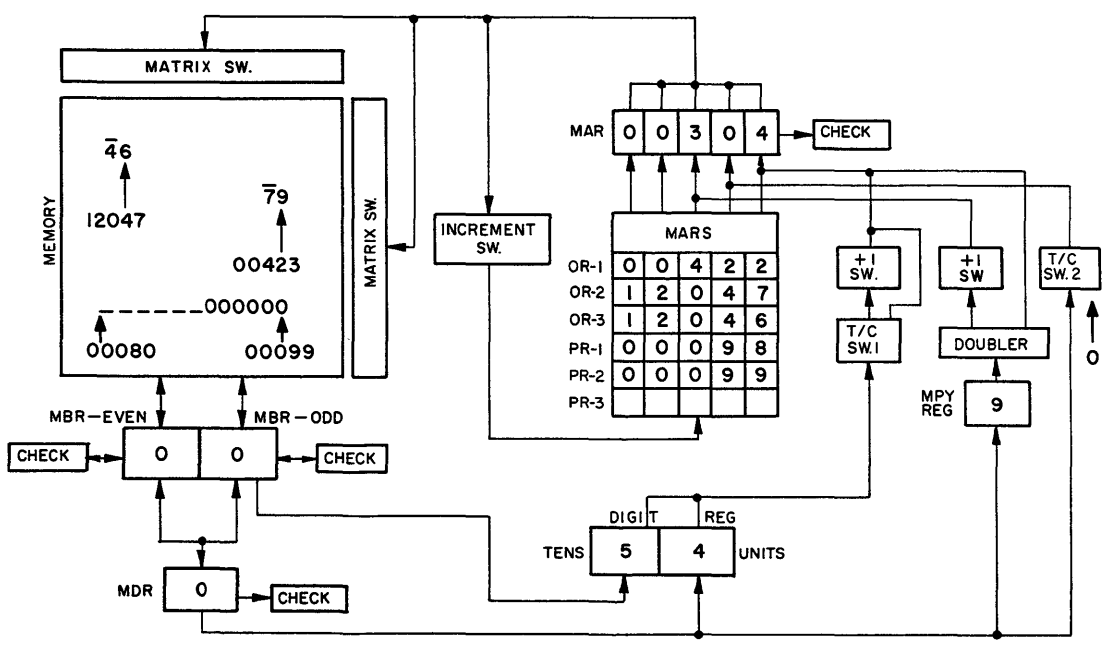 MATRIX SW.
MEMORY
MATRIX SW.
4̅6
12047
7̅9
00423
------000000
00080
00099
MBR-EVEN
MBR-ODD
CHECK
0 0
CHECK
MDR
0
CHECK
INCREMENT
SW.
MAR
0 0 3 0 4
CHECK
MARS
OR-1 0 0 4 2 2
OR-2 1 2 0 4 7
OR-3 1 2 0 4 6
PR-1 0 0 0 9 8
PR-2 0 0 0 9 9
PR-3
+1
SW.
+1
SW
T/C
SW.2
T/C
SW.1
DOUBLER
0
MPY
REG
9
DIGIT REG
TENS 5 4 UNITS